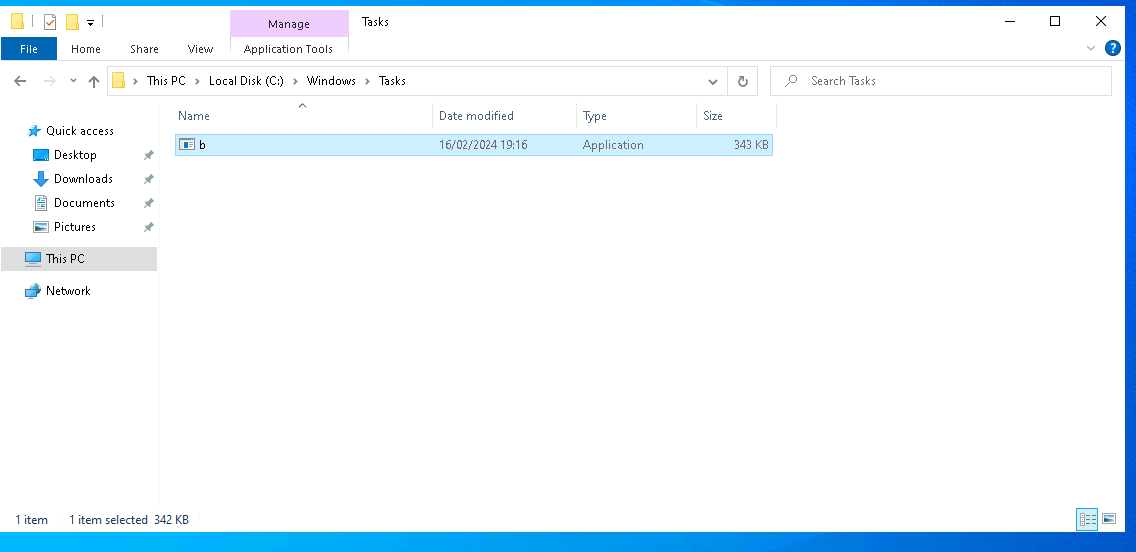 Manage
Tasks
File
Home
Share
View
Application Tools
?
This PC
Local Disk (C:)
Windows
Tasks
Search Tasks
Name
Date modified
Type
Size
Quick access
b
16/02/2024 19:16
Application
343 KB
Desktop
Downloads
Documents
Pictures
This PC
Network
1 item
1 item selected 342 KB